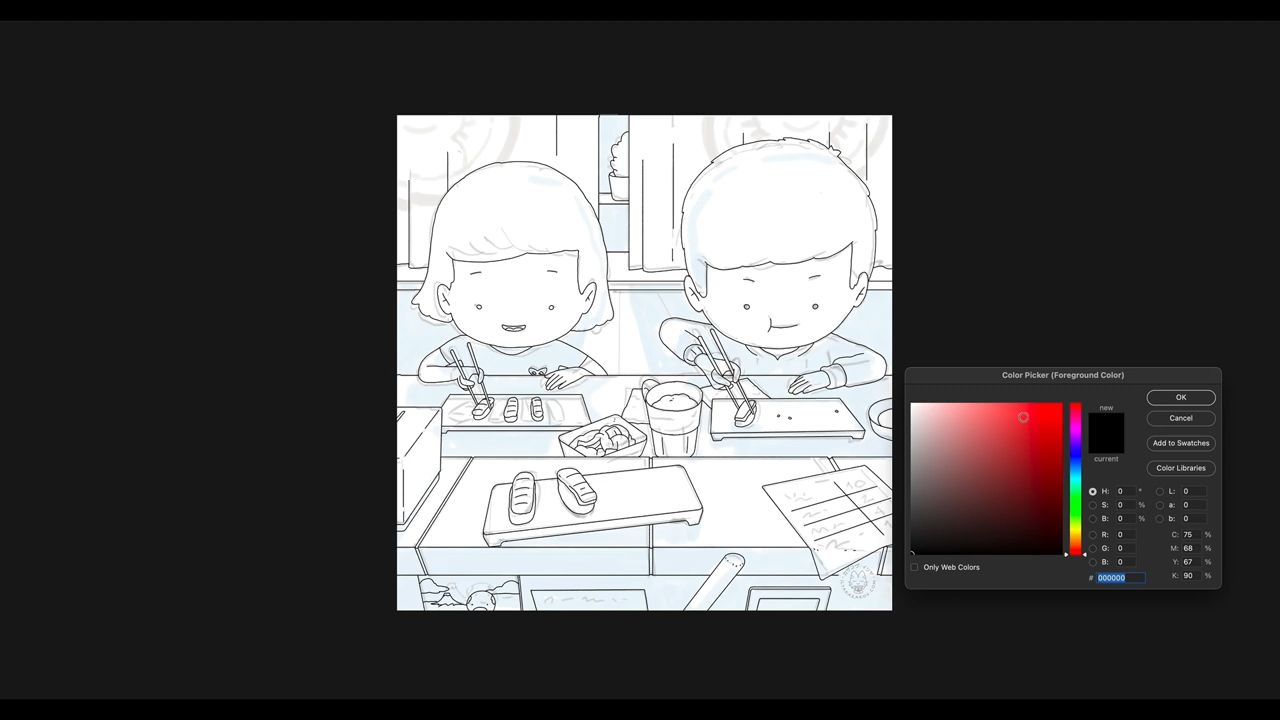 Color Picker (Foreground Color)
new
current
OK
Cancel
Add to Swatches
Color Libraries
H: 0 °
S: 0 %
B: 0 %
R: 0
G: 0
B: 0
# 000000
L: 0
a: 0
b: 0
C: 75 %
M: 68 %
Y: 67 %
K: 90 %
Only Web Colors
10